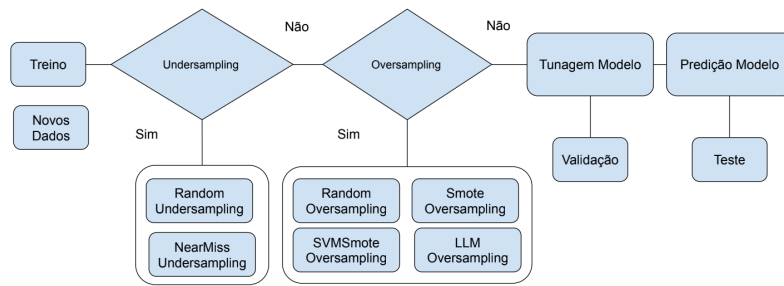 Não
Não
Treino
Undersampling
Oversampling
Tunagem Modelo
Predição Modelo
Novos
Dados
Sim
Sim
Validação
Teste
Random
Undersampling
NearMiss
Undersampling
Random
Oversampling
Smote
Oversampling
SVMSmote
Oversampling
LLM
Oversampling